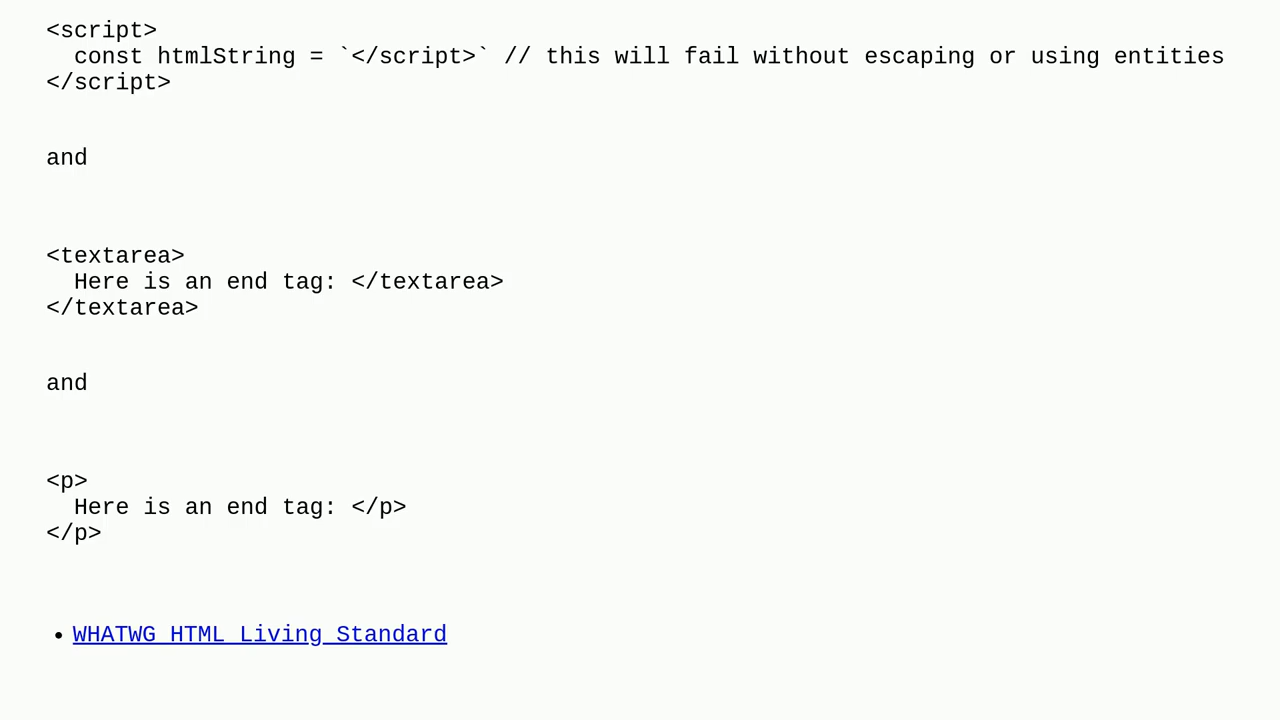 <script>
  const htmlString = `</script>` // this will fail without escaping or using entities
</script>
and
<textarea>
  Here is an end tag: </textarea>
</textarea>
and
<p>
  Here is an end tag: </p>
</p>
• WHATWG HTML Living Standard